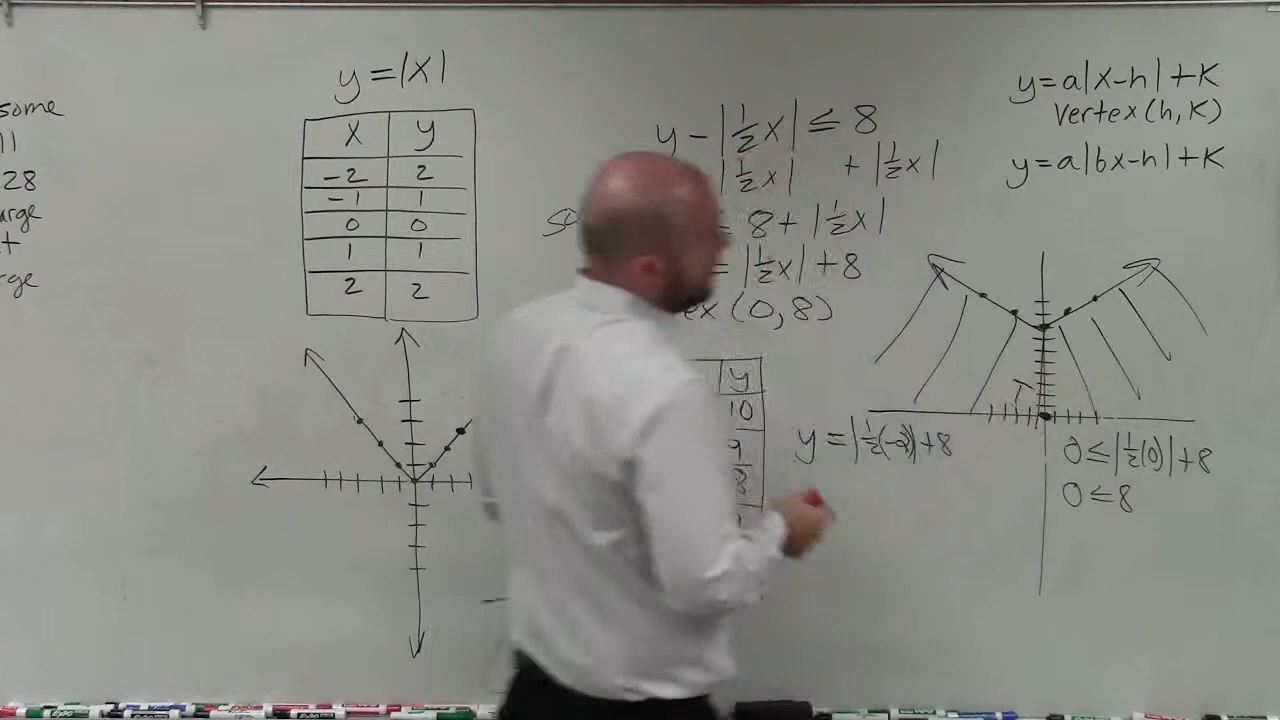 some
11
-28
arge
t
rge
y=|x|
x y
-2 2
-1 1
0 0
1 1
2 2
y-|½x| ≤ 8
|½x| +|½x|
= 8+|½x|
= |½x|+8
ex (0,8)
y
10
9
8
y=|½(-2)|+8
y=a|x-h|+K
Vertex(h,K)
y=a|bx-h|+K
T
0≤|½(0)|+8
0≤8
EXPO